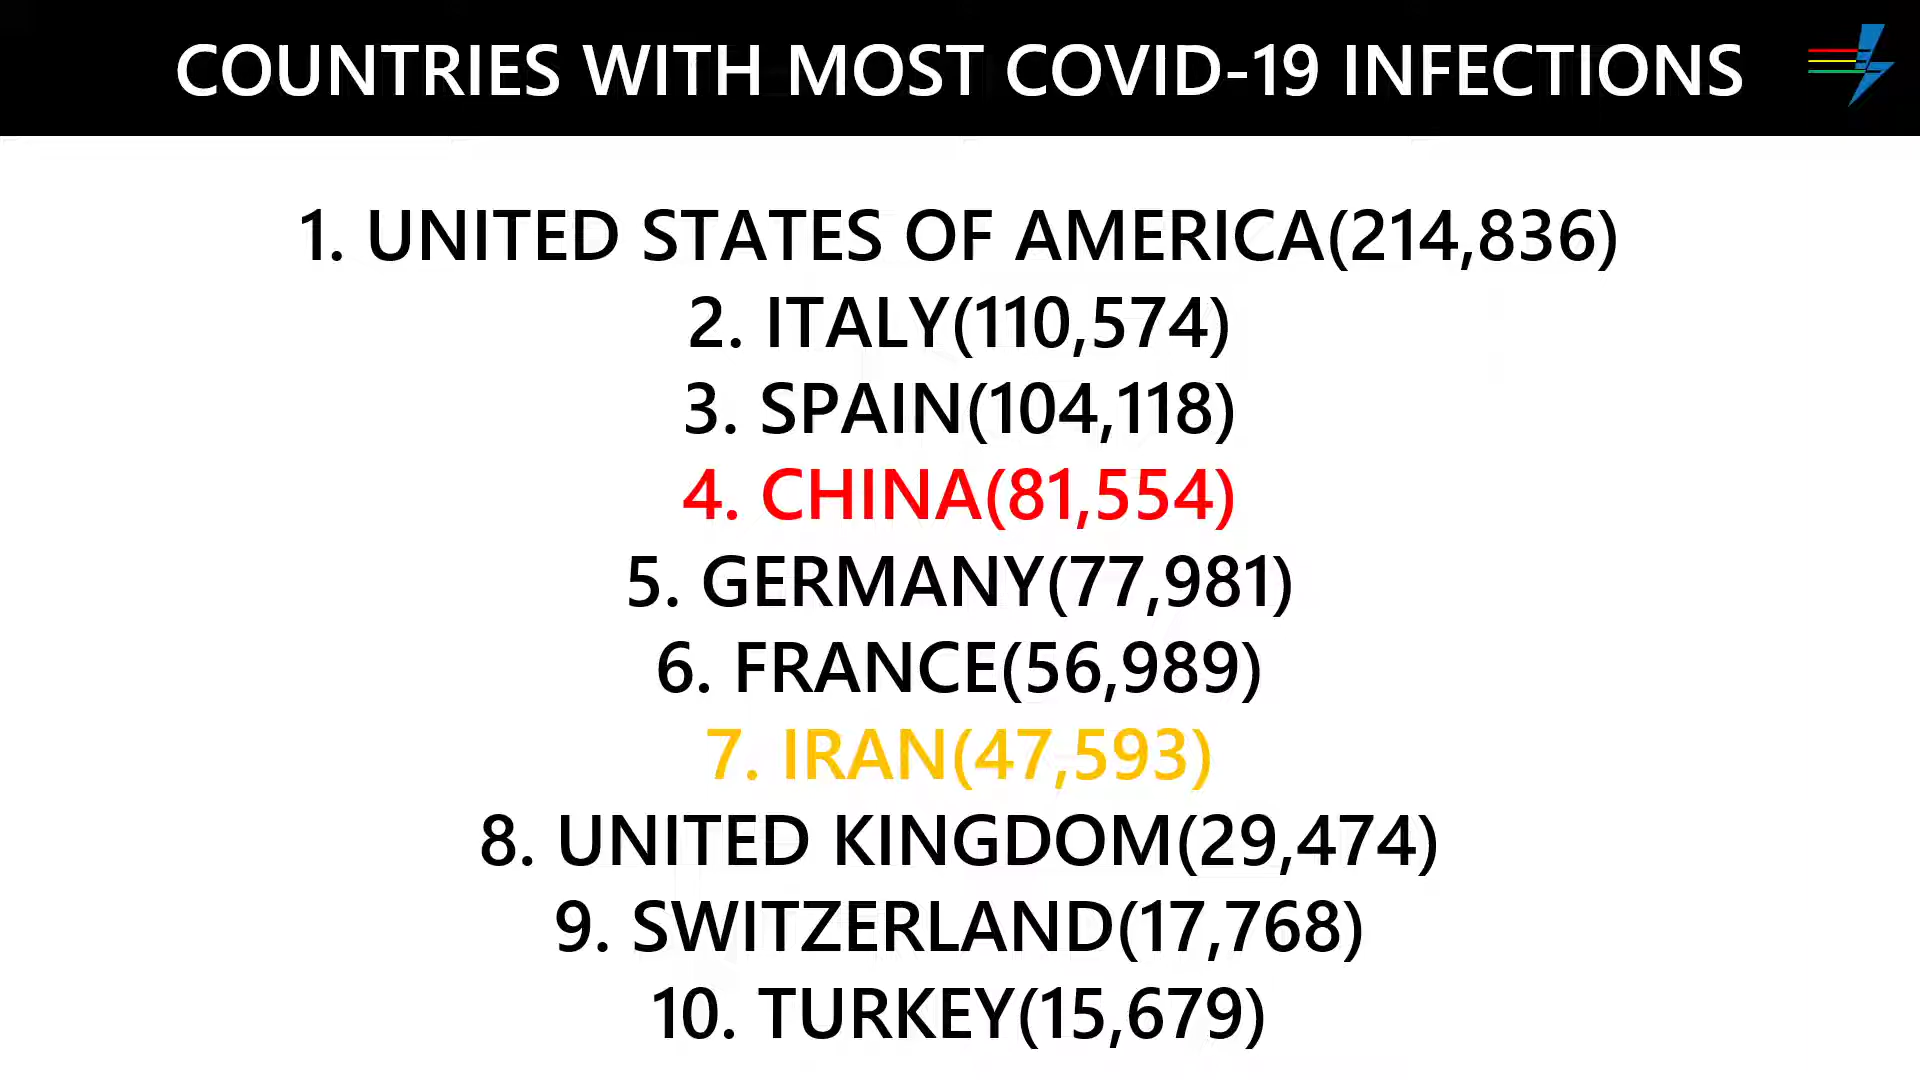 COUNTRIES WITH MOST COVID-19 INFECTIONS
1. UNITED STATES OF AMERICA(214,836)
2. ITALY(110,574)
3. SPAIN(104,118)
4. CHINA(81,554)
5. GERMANY(77,981)
6. FRANCE(56,989)
7. IRAN(47,593)
8. UNITED KINGDOM(29,474)
9. SWITZERLAND(17,768)
10. TURKEY(15,679)